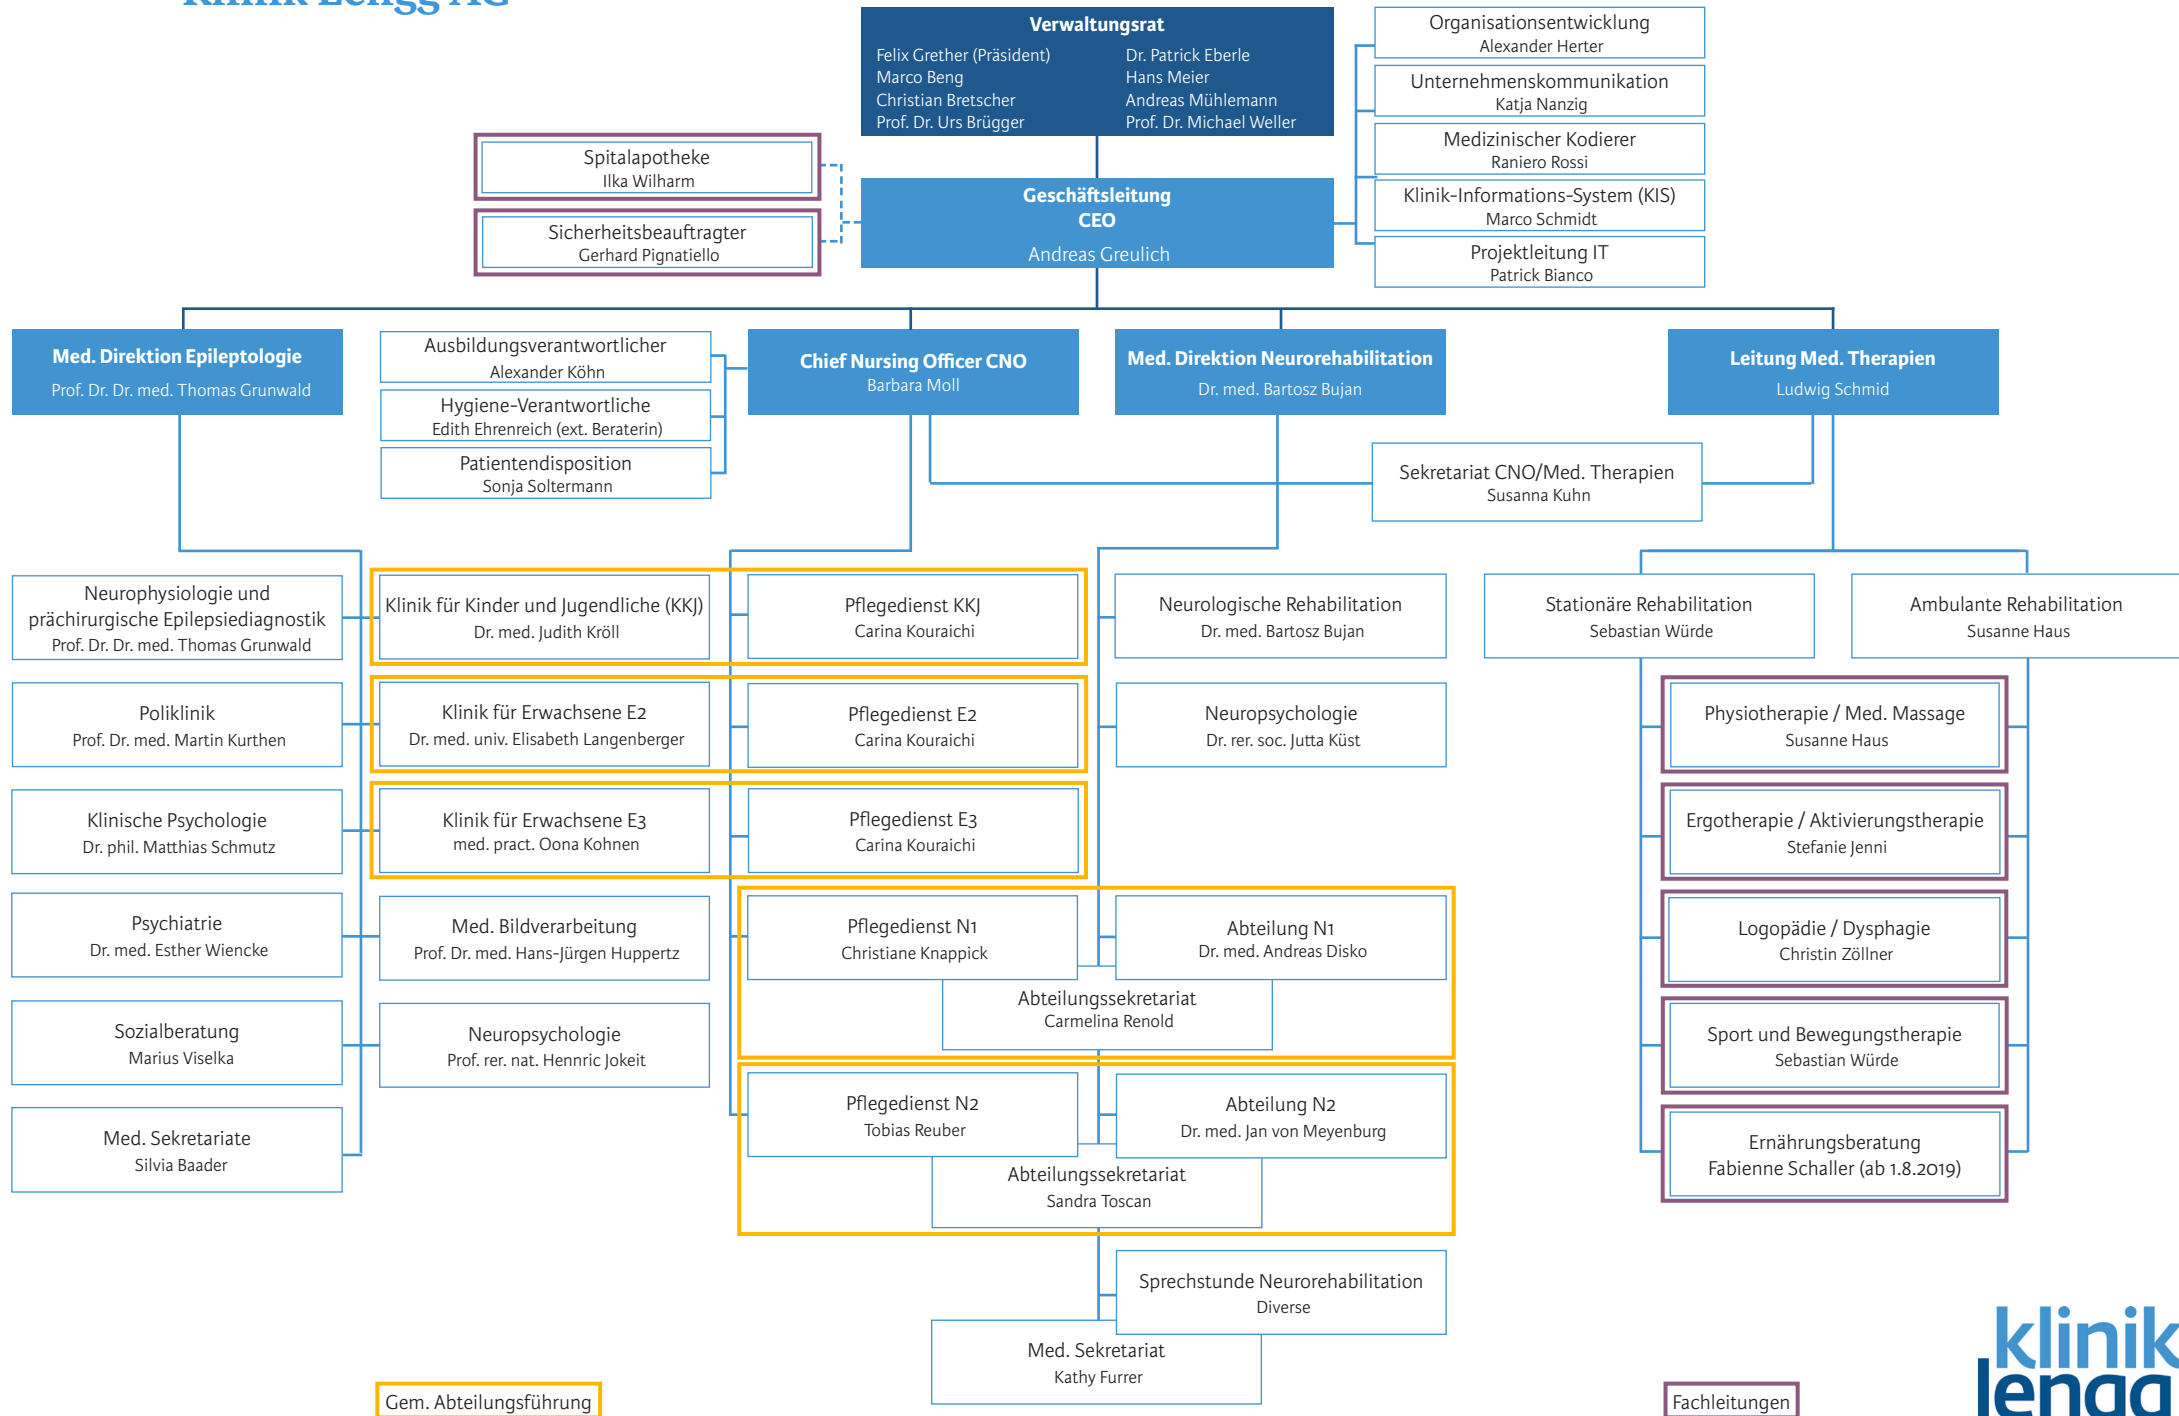 Klinik Lengg AG
Verwaltungsrat
Felix Grether (Präsident)
Marco Beng
Christian Bretscher
Prof. Dr. Urs Brügger
Dr. Patrick Eberle
Hans Meier
Andreas Mühlemann
Prof. Dr. Michael Weller
Organisationsentwicklung
Alexander Herter
Unternehmenskommunikation
Katja Nanzig
Medizinischer Kodierer
Raniero Rossi
Klinik-Informations-System (KIS)
Marco Schmidt
Projektleitung IT
Patrick Bianco
Spitalapotheke
Ilka Wilharm
Sicherheitsbeauftragter
Gerhard Pignatiello
Geschäftsleitung
CEO
Andreas Greulich
Med. Direktion Epileptologie
Prof. Dr. Dr. med. Thomas Grunwald
Ausbildungsverantwortlicher
Alexander Köhn
Hygiene-Verantwortliche
Edith Ehrenreich (ext. Beraterin)
Patientendisposition
Sonja Soltermann
Chief Nursing Officer CNO
Barbara Moll
Med. Direktion Neurorehabilitation
Dr. med. Bartosz Bujan
Leitung Med. Therapien
Ludwig Schmid
Sekretariat CNO/Med. Therapien
Susanna Kuhn
Neurophysiologie und
prächirurgische Epilepsiediagnostik
Prof. Dr. Dr. med. Thomas Grunwald
Klinik für Kinder und Jugendliche (KKJ)
Dr. med. Judith Kröll
Pflegedienst KKJ
Carina Kouraichi
Neurologische Rehabilitation
Dr. med. Bartosz Bujan
Stationäre Rehabilitation
Sebastian Würde
Ambulante Rehabilitation
Susanne Haus
Poliklinik
Prof. Dr. med. Martin Kurthen
Klinik für Erwachsene E2
Dr. med. univ. Elisabeth Langenberger
Pflegedienst E2
Carina Kouraichi
Neuropsychologie
Dr. rer. soc. Jutta Küst
Physiotherapie / Med. Massage
Susanne Haus
Klinische Psychologie
Dr. phil. Matthias Schmutz
Klinik für Erwachsene E3
med. pract. Oona Kohnen
Pflegedienst E3
Carina Kouraichi
Ergotherapie / Aktivierungstherapie
Stefanie Jenni
Psychiatrie
Dr. med. Esther Wiencke
Med. Bildverarbeitung
Prof. Dr. med. Hans-Jürgen Huppertz
Pflegedienst N1
Christiane Knappick
Abteilung N1
Dr. med. Andreas Disko
Abteilungssekretariat
Carmelina Renold
Logopädie / Dysphagie
Christin Zöllner
Sozialberatung
Marius Viselka
Neuropsychologie
Prof. rer. nat. Hennric Jokeit
Sport und Bewegungstherapie
Sebastian Würde
Med. Sekretariate
Silvia Baader
Pflegedienst N2
Tobias Reuber
Abteilung N2
Dr. med. Jan von Meyenburg
Abteilungssekretariat
Sandra Toscan
Ernährungsberatung
Fabienne Schaller (ab 1.8.2019)
Sprechstunde Neurorehabilitation
Diverse
Med. Sekretariat
Kathy Furrer
Gem. Abteilungsführung
Fachleitungen
klinik
lengg